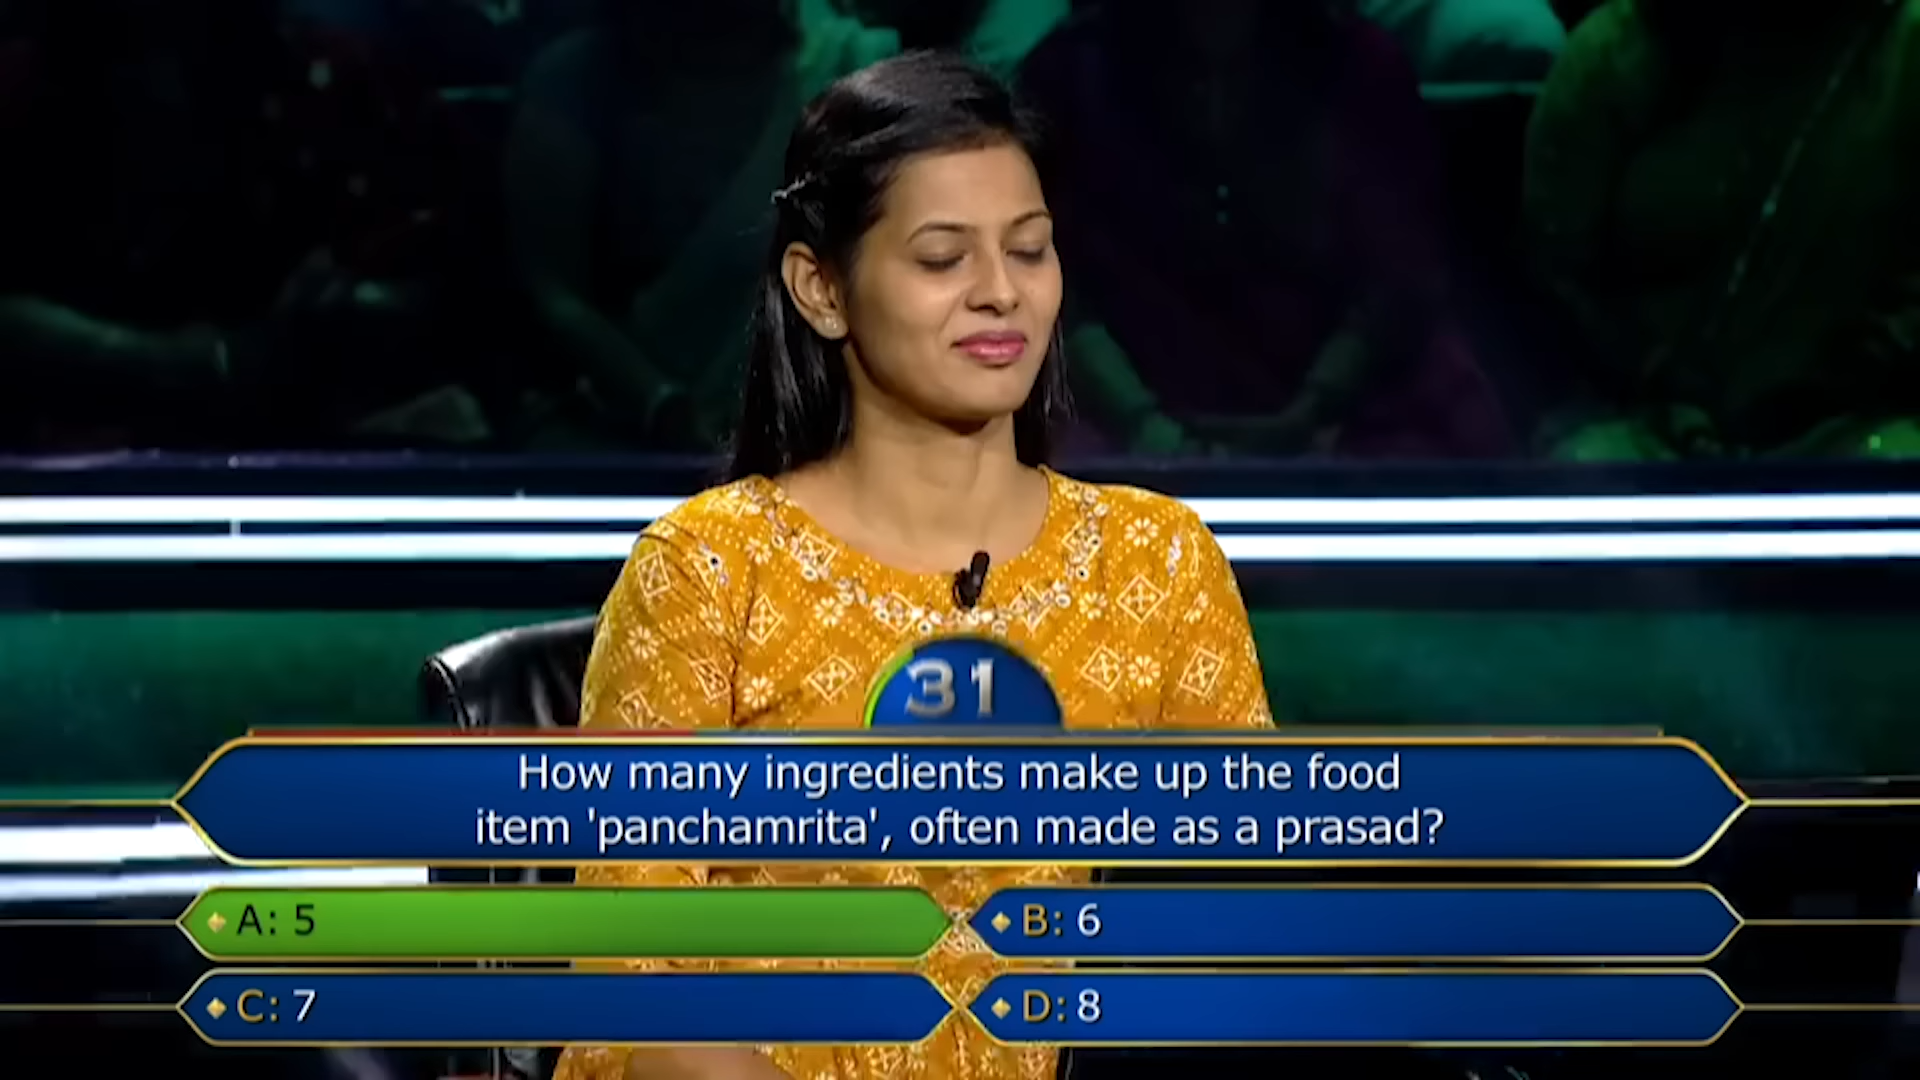 31
How many ingredients make up the food
item 'panchamrita', often made as a prasad?
A: 5
B: 6
C: 7
D: 8